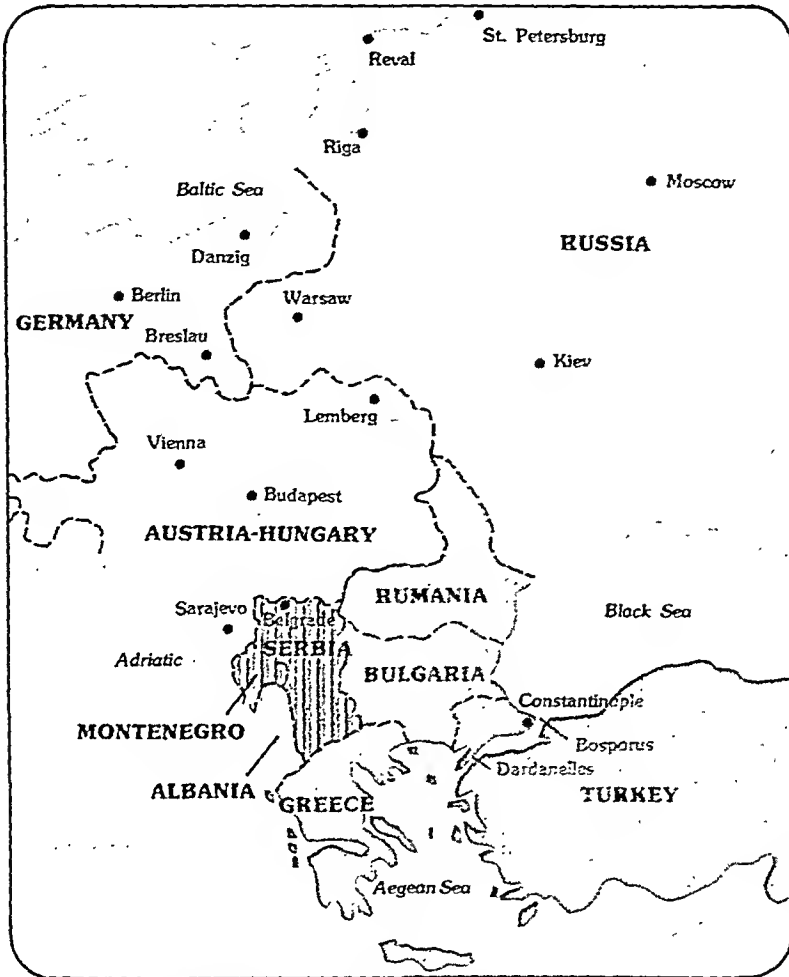 St. Petersburg
Reval
Riga
Moscow
Baltic Sea
RUSSIA
Danzig
Berlin
Warsaw
GERMANY
Breslau
Kiev
Lemberg
Vienna
Budapest
AUSTRIA-HUNGARY
RUMANIA
Sarajevo
Belgrade
Black Sea
SERBIA
Adriatic
BULGARIA
Constantinople
MONTENEGRO
Bosporus
Dardanelles
ALBANIA
GREECE
TURKEY
Aegean Sea